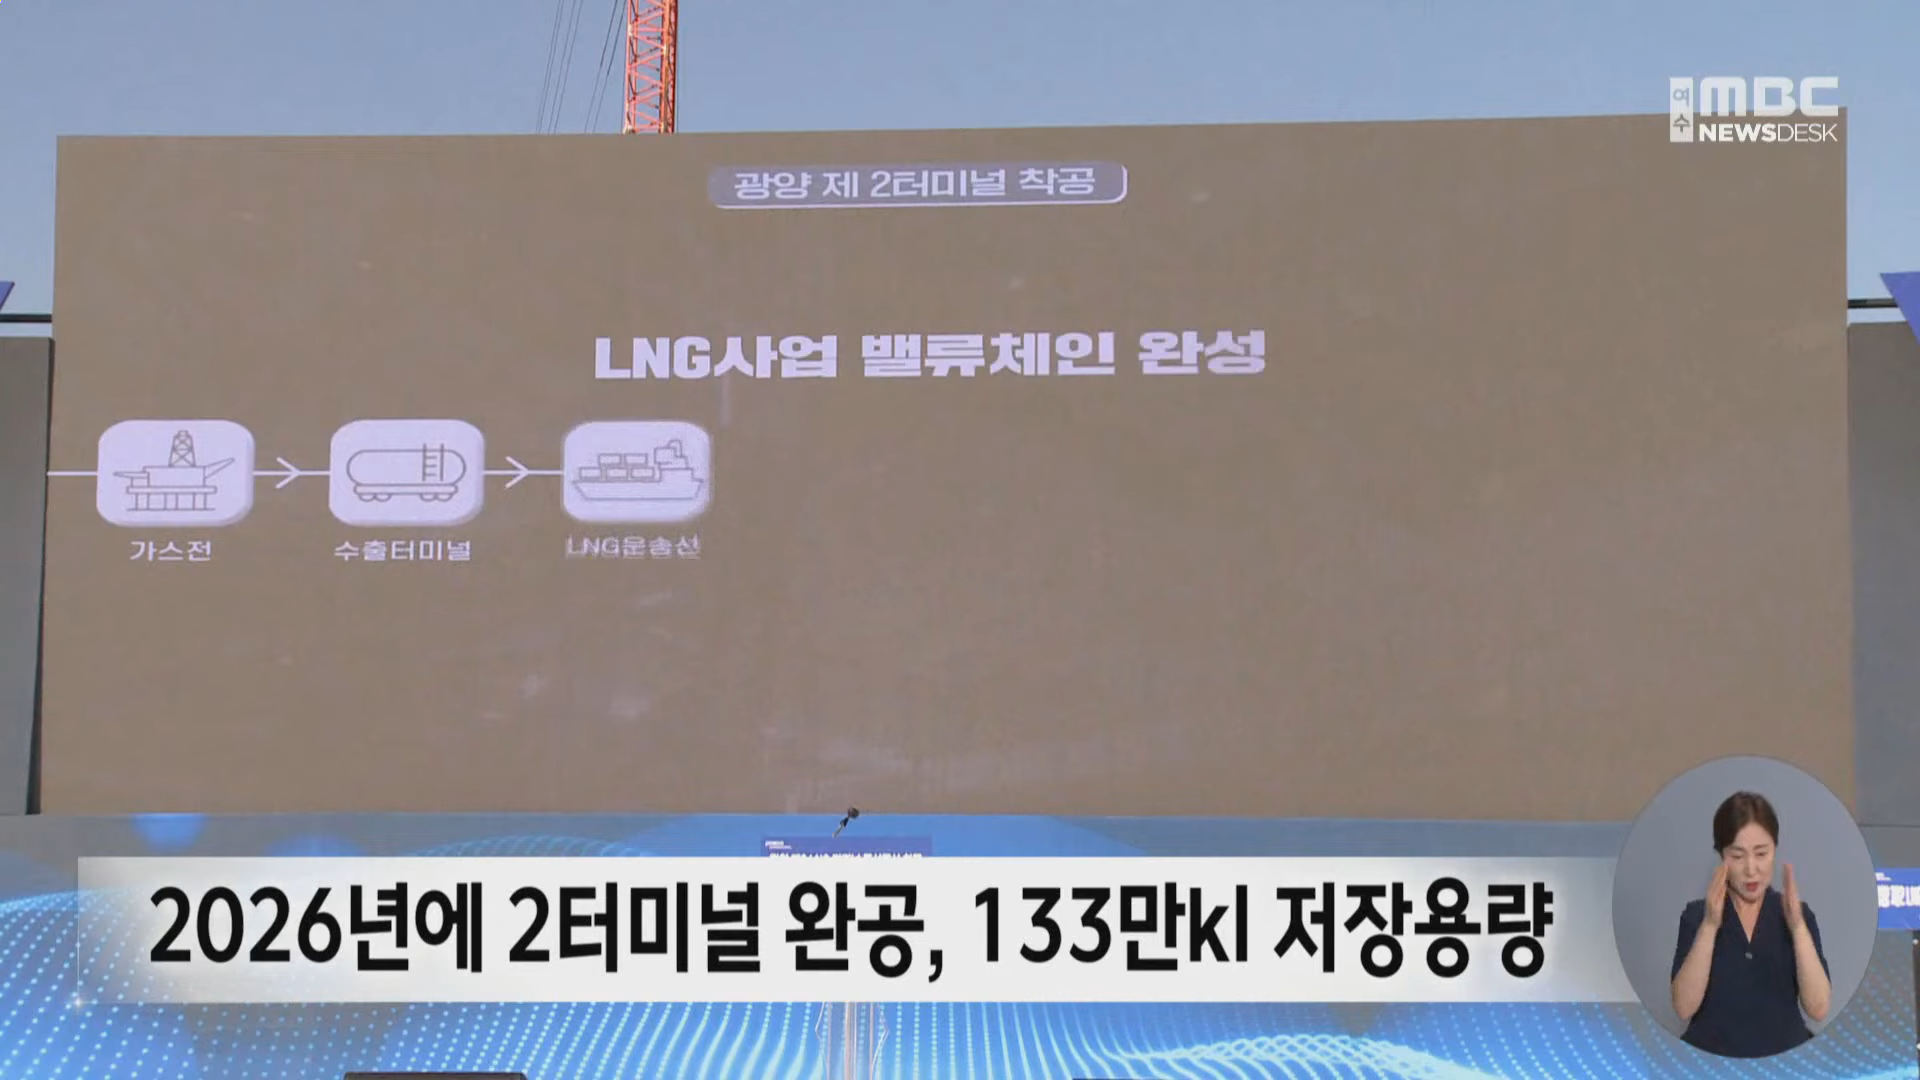 여수 MBC
NEWSDESK
광양 제 2터미널 착공
LNG사업 밸류체인 완성
가스전
수출터미널
LNG운송선
2026년에 2터미널 완공, 133만kl 저장용량